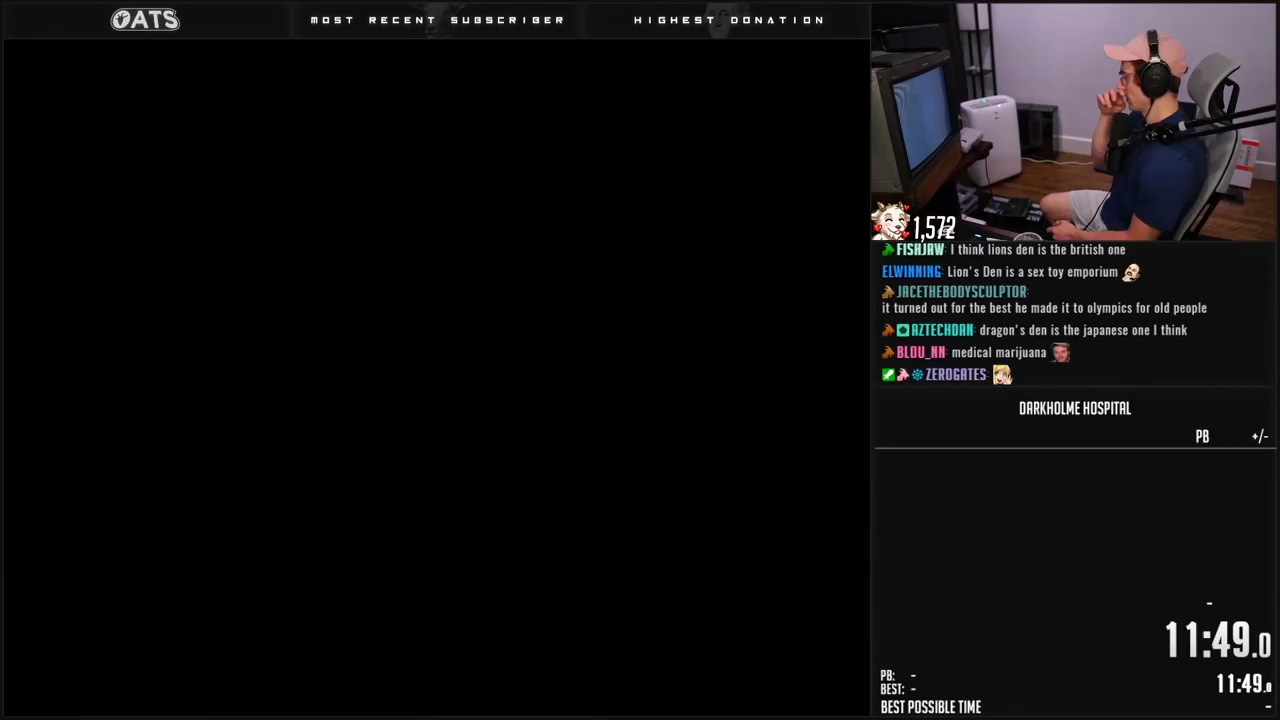 OATS
MOST RECENT SUBSCRIBER
HIGHEST DONATION
1,572
FISHJAW: I think lions den is the british one
ELWINNING: Lion's Den is a sex toy emporium
JACETHEBODYSCULPTOR:
it turned out for the best he made it to olympics for old people
AZTECHDAN: dragon's den is the japanese one I think
BLOU_NN: medical marijuana
ZEROGATES:
DARKHOLME HOSPITAL
PB +/-
-
11:49.0
PB: -
11:49.0
BEST: -
BEST POSSIBLE TIME -